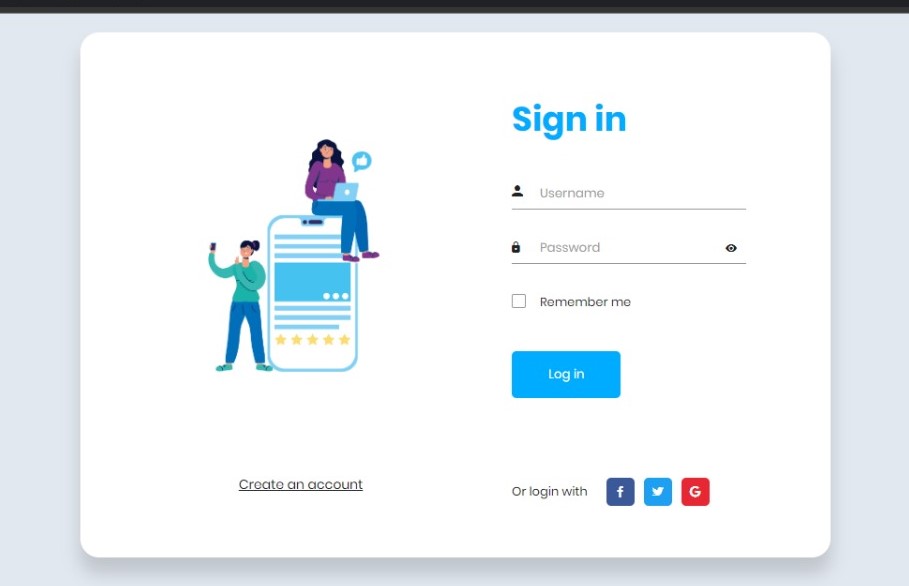 Sign in
Username
Password
Remember me
Log in
Create an account
Or login with